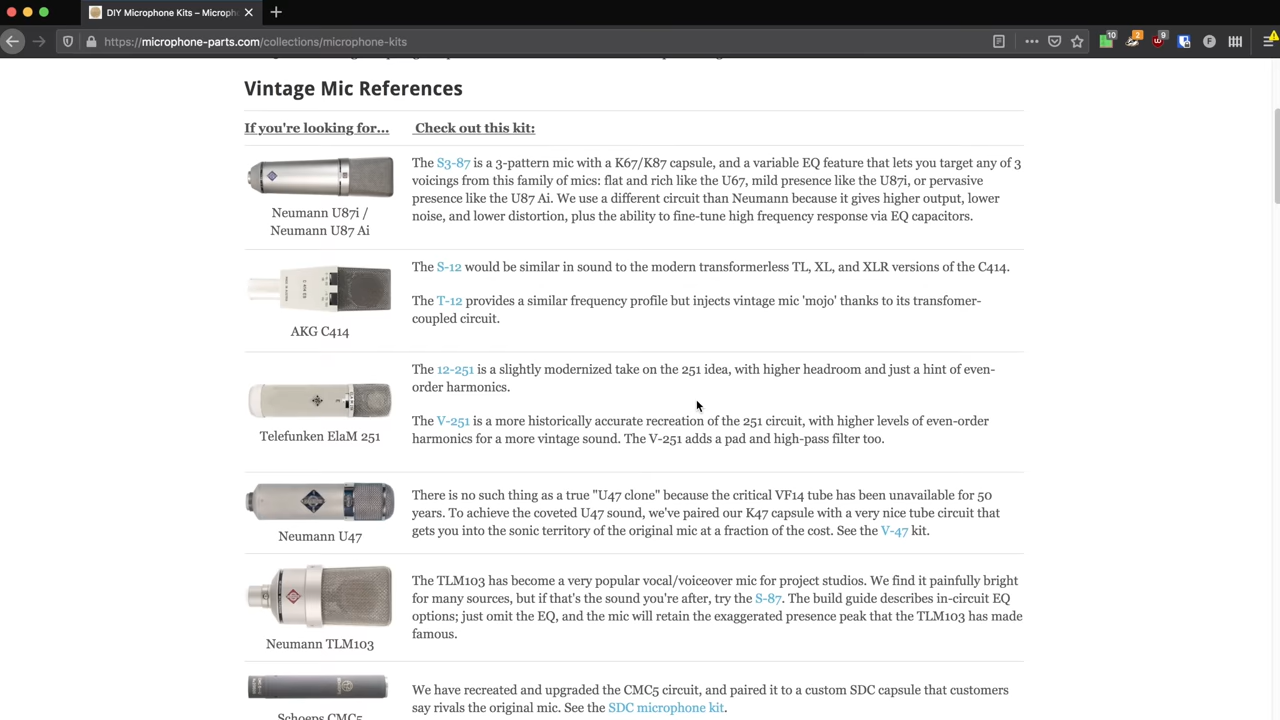 DIY Microphone Kits – Microph
https://microphone-parts.com/collections/microphone-kits
10
2
9
Vintage Mic References
If you're looking for...
Check out this kit:
The S3-87 is a 3-pattern mic with a K67/K87 capsule, and a variable EQ feature that lets you target any of 3
voicings from this family of mics: flat and rich like the U67, mild presence like the U87i, or pervasive
presence like the U87 Ai. We use a different circuit than Neumann because it gives higher output, lower
noise, and lower distortion, plus the ability to fine-tune high frequency response via EQ capacitors.
Neumann U87i /
Neumann U87 Ai
The S-12 would be similar in sound to the modern transformerless TL, XL, and XLR versions of the C414.
The T-12 provides a similar frequency profile but injects vintage mic 'mojo' thanks to its transfomer-
coupled circuit.
AKG C414
The 12-251 is a slightly modernized take on the 251 idea, with higher headroom and just a hint of even-
order harmonics.
The V-251 is a more historically accurate recreation of the 251 circuit, with higher levels of even-order
harmonics for a more vintage sound. The V-251 adds a pad and high-pass filter too.
Telefunken ElaM 251
There is no such thing as a true "U47 clone" because the critical VF14 tube has been unavailable for 50
years. To achieve the coveted U47 sound, we've paired our K47 capsule with a very nice tube circuit that
gets you into the sonic territory of the original mic at a fraction of the cost. See the V-47 kit.
Neumann U47
The TLM103 has become a very popular vocal/voiceover mic for project studios. We find it painfully bright
for many sources, but if that's the sound you're after, try the S-87. The build guide describes in-circuit EQ
options; just omit the EQ, and the mic will retain the exaggerated presence peak that the TLM103 has made
famous.
Neumann TLM103
We have recreated and upgraded the CMC5 circuit, and paired it to a custom SDC capsule that customers
say rivals the original mic. See the SDC microphone kit.
Schoeps CMC5